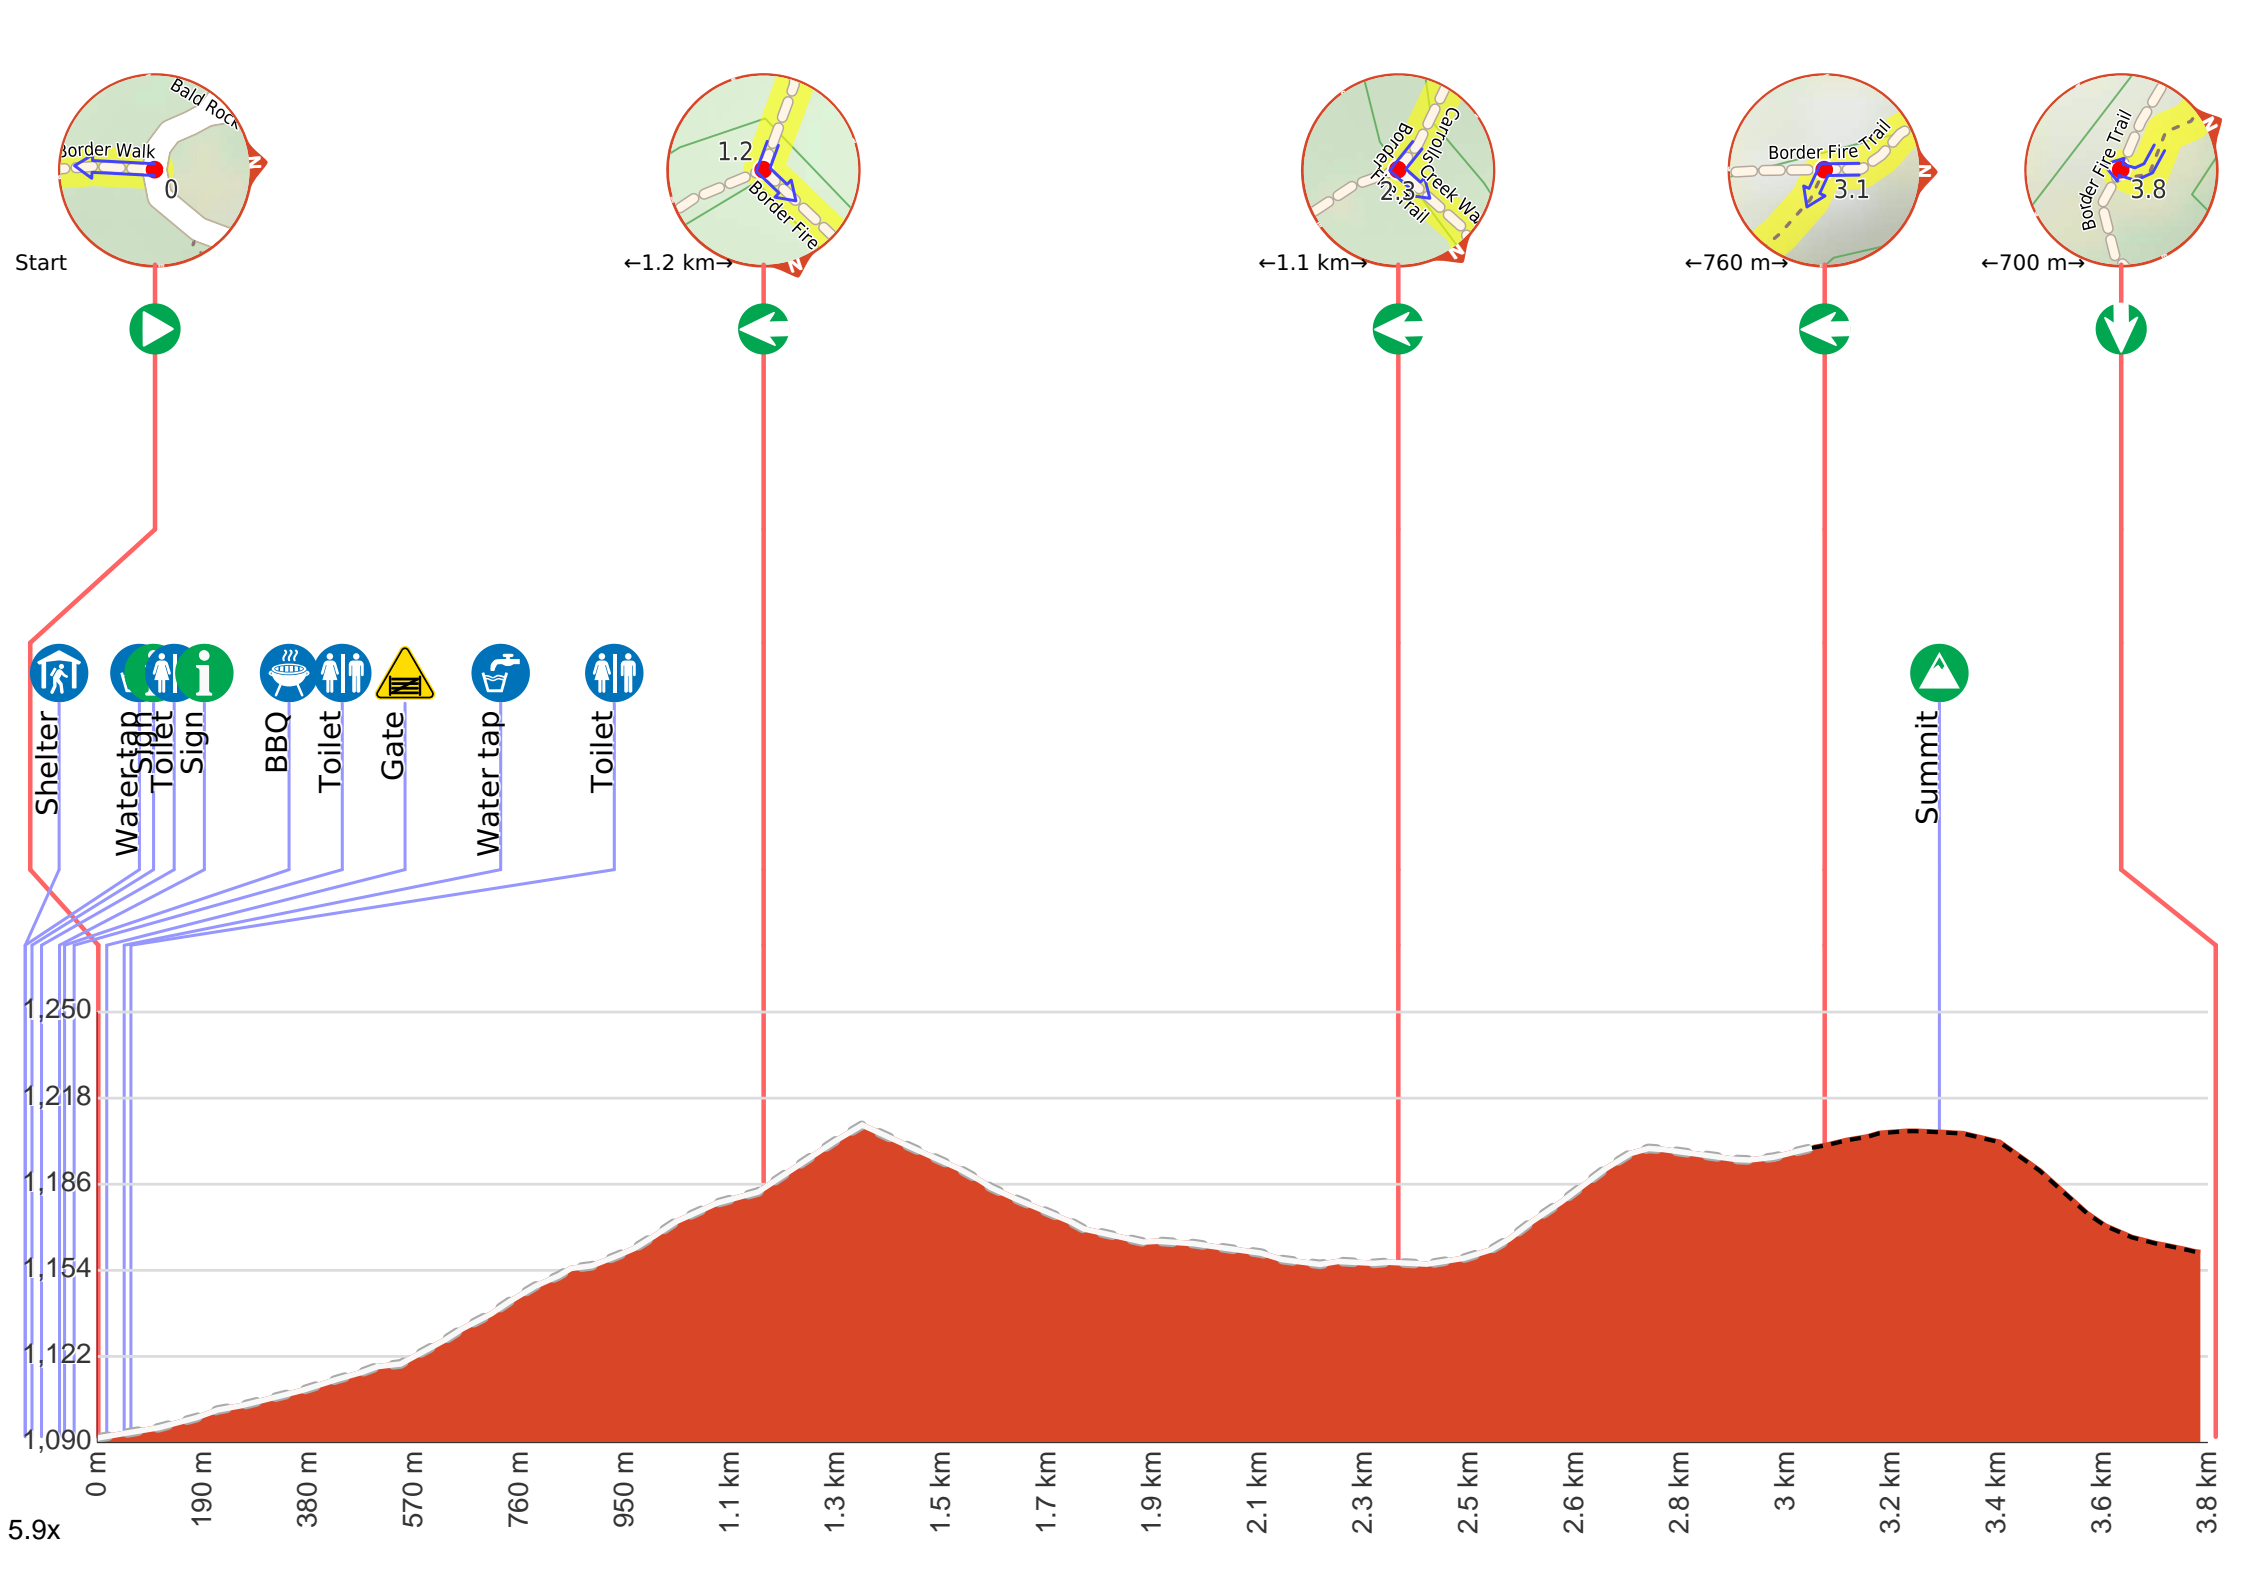 Bald Rock
Border Walk
0
N
Start
1.2
Border Fire
N
←1.2 km→
Carrolls Creek Wa
Border Fire Trail
2.3
N
←1.1 km→
Border Fire Trail
3.1
N
←760 m→
Border Fire Trail
3.8
N
←700 m→
Shelter
Water tap
Sign
Toilet
Sign
BBQ
Toilet
Gate
Water tap
Toilet
Summit
1,250
1,218
1,186
1,154
1,122
1,090
0 m
190 m
380 m
570 m
760 m
950 m
1.1 km
1.3 km
1.5 km
1.7 km
1.9 km
2.1 km
2.3 km
2.5 km
2.6 km
2.8 km
3 km
3.2 km
3.4 km
3.6 km
3.8 km
5.9x